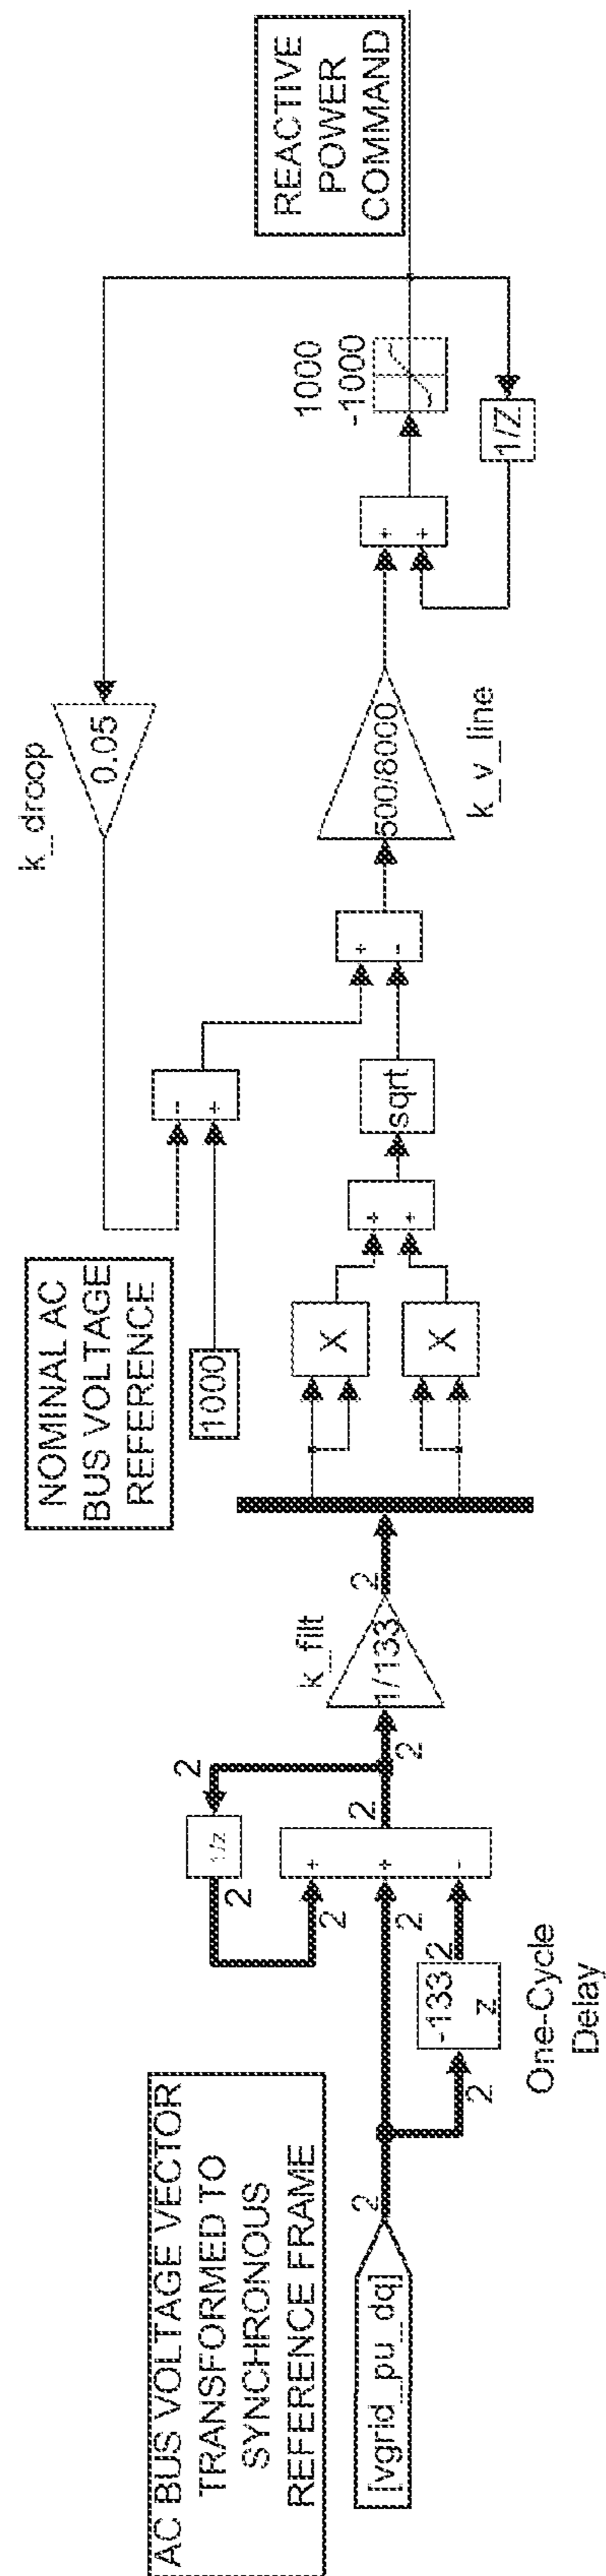 AC BUS VOLTAGE VECTOR
TRANSFORMED TO
SYNCHRONOUS
REFERENCE FRAME
[vgrid_pu_dq]
2
2
-133
z
2
One-Cycle
Delay
2
+
+
-
2
1/z
2
2
2
2
k_filt
1/133
2
NOMINAL AC
BUS VOLTAGE
REFERENCE
1000
X
X
+
+
sqrt
-
+
+
-
k_droop
0.05
500/8000
k_v_line
+
+
1/Z
1000
-1000
REACTIVE
POWER
COMMAND